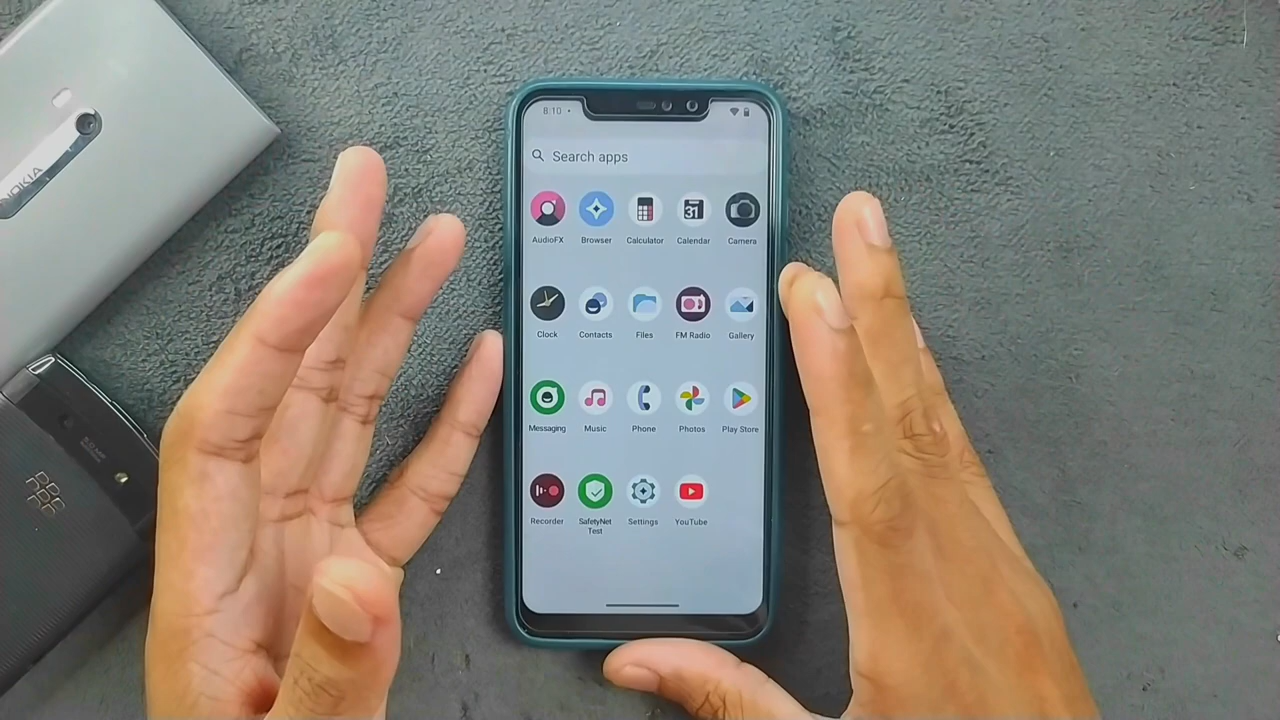 NOKIA
8:10
Search apps
31
AudioFX Browser Calculator Calendar Camera
Clock Contacts Files FM Radio Gallery
Messaging Music Phone Photos Play Store
Recorder SafetyNet Test Settings YouTube